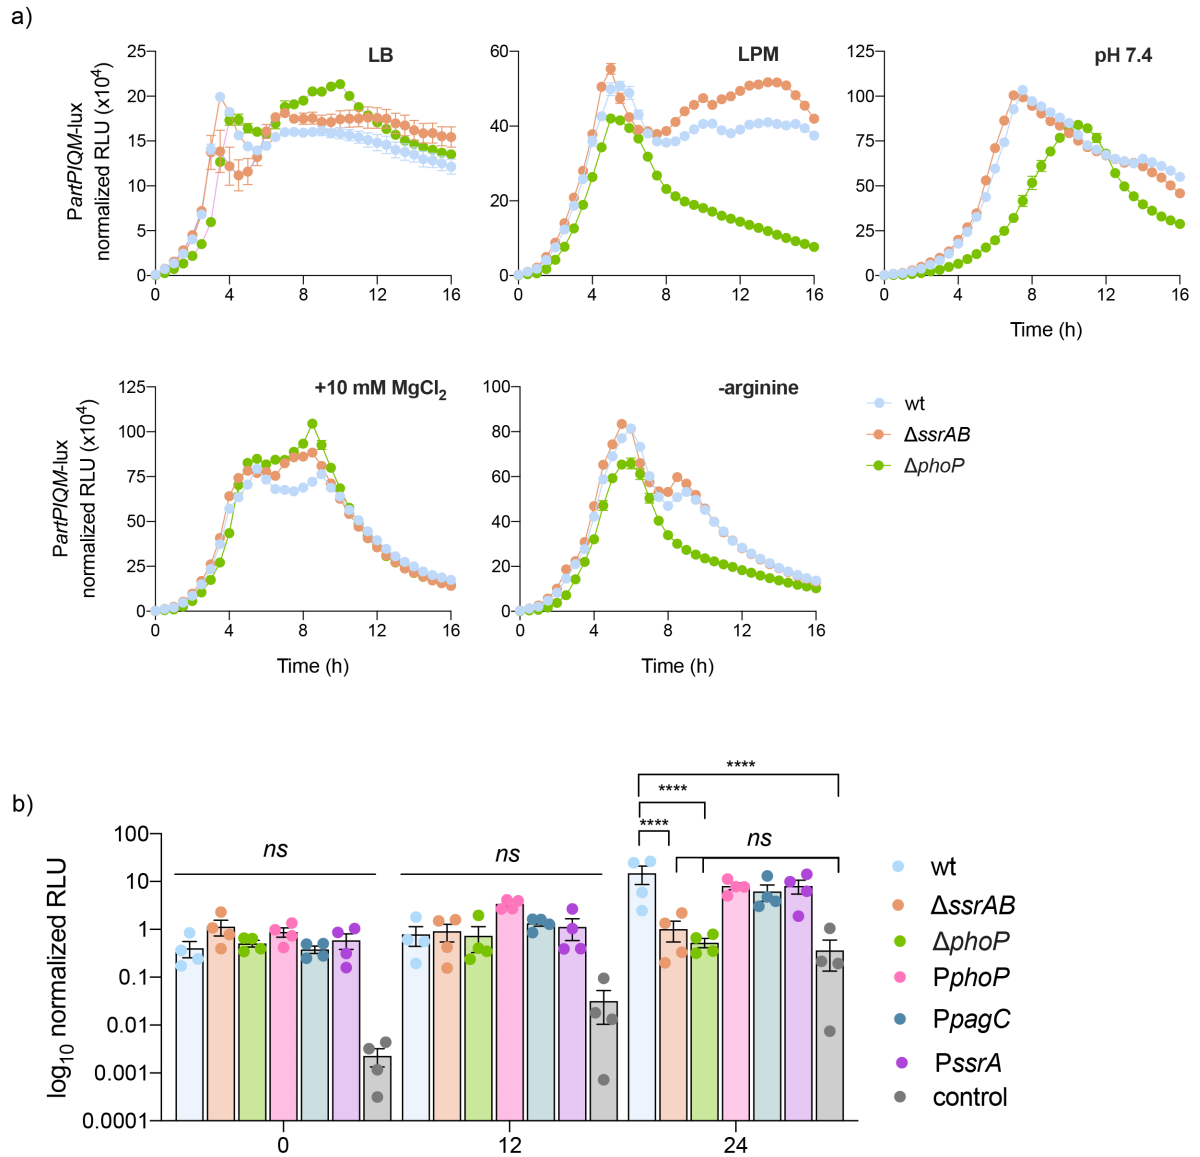 a)
LB
LPM
pH 7.4
PartPIQM-lux
normalized RLU (x10⁴)
25
20
15
10
5
0
0 4 8 12 16
60
40
20
0
0 4 8 12 16
125
100
75
50
25
0
0 4 8 12 16
Time (h)
+10 mM MgCl₂
-arginine
PartPIQM-lux
normalized RLU (x10⁴)
125
100
75
50
25
0
0 4 8 12 16
Time (h)
100
80
60
40
20
0
0 4 8 12 16
Time (h)
wt
ΔssrAB
ΔphoP
b)
log₁₀ normalized RLU
100
10
1
0.1
0.01
0.001
0.0001
ns
ns
****
****
****
ns
0 12 24
wt
ΔssrAB
ΔphoP
PphoP
PpagC
PssrA
control